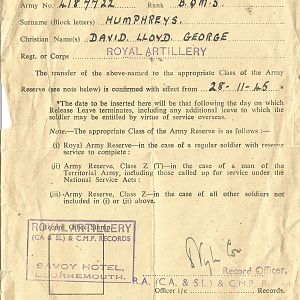 Army No. 4187722 Rank B.Q.M.S.
Surname (Block letters) HUMPHREYS.
Christian Name(s) DAVID LLOYD GEORGE
Regt. or Corps ROYAL ARTILLERY
The transfer of the above-named to the appropriate Class of the Army
Reserve (see note below) is confirmed with effect from 28-11-45 *
*The date to be inserted here will be that following the day on which
Release Leave terminates, including any additional leave to which the
soldier may be entitled by virtue of service overseas.
Note.—The appropriate Class of Army Reserve is as follows :—
(i) Royal Army Reserve—in the case of a regular soldier with reserve
service to complete :
(ii) Army Reserve, Class Z (T)—in the case of a man of the
Territorial Army, including those called up for service under the
National Service Acts :
(iii) Army Reserve, Class Z—in the case of all other soldiers not
included in (i) or (ii) above.
Record Office Stamp
ROYAL ARTILLERY
(CA & SL) & C.M.P. RECORDS
SAVOY HOTEL,
BOURNEMOUTH.
Record Officer,
R.A. (CA & SL) & C.M.P. RECORDS
Officer i/c Records.